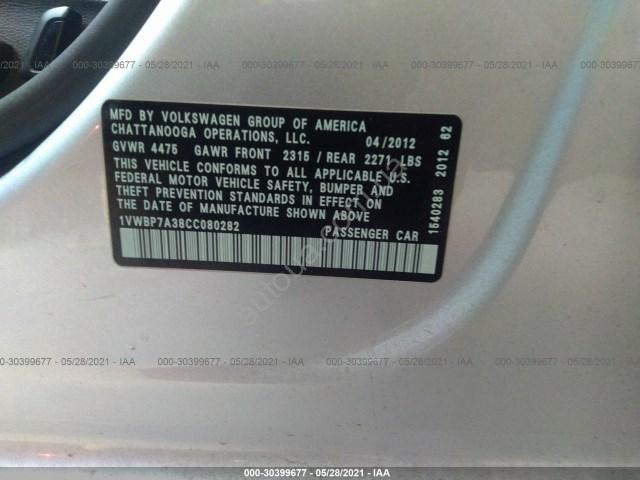 000-30399677 - 05/28/2021 - IAA
MFD BY VOLKSWAGEN GROUP OF AMERICA
CHATTANOOGA OPERATIONS, LLC. 04/2012
GVWR 4476 GAWR FRONT 2315 / REAR 2271 LBS
THIS VEHICLE CONFORMS TO ALL APPLICABLE U.S.
FEDERAL MOTOR VEHICLE SAFETY, BUMPER AND
THEFT PREVENTION STANDARDS IN EFFECT ON
THE DATE OF MANUFACTURE SHOWN ABOVE
1VWBP7A38CC080282 PASSENGER CAR
1540283 2012 62
000-30399677 - 05/28/2021 - IAA
000-30399677 - 05/28/2021 - IAA